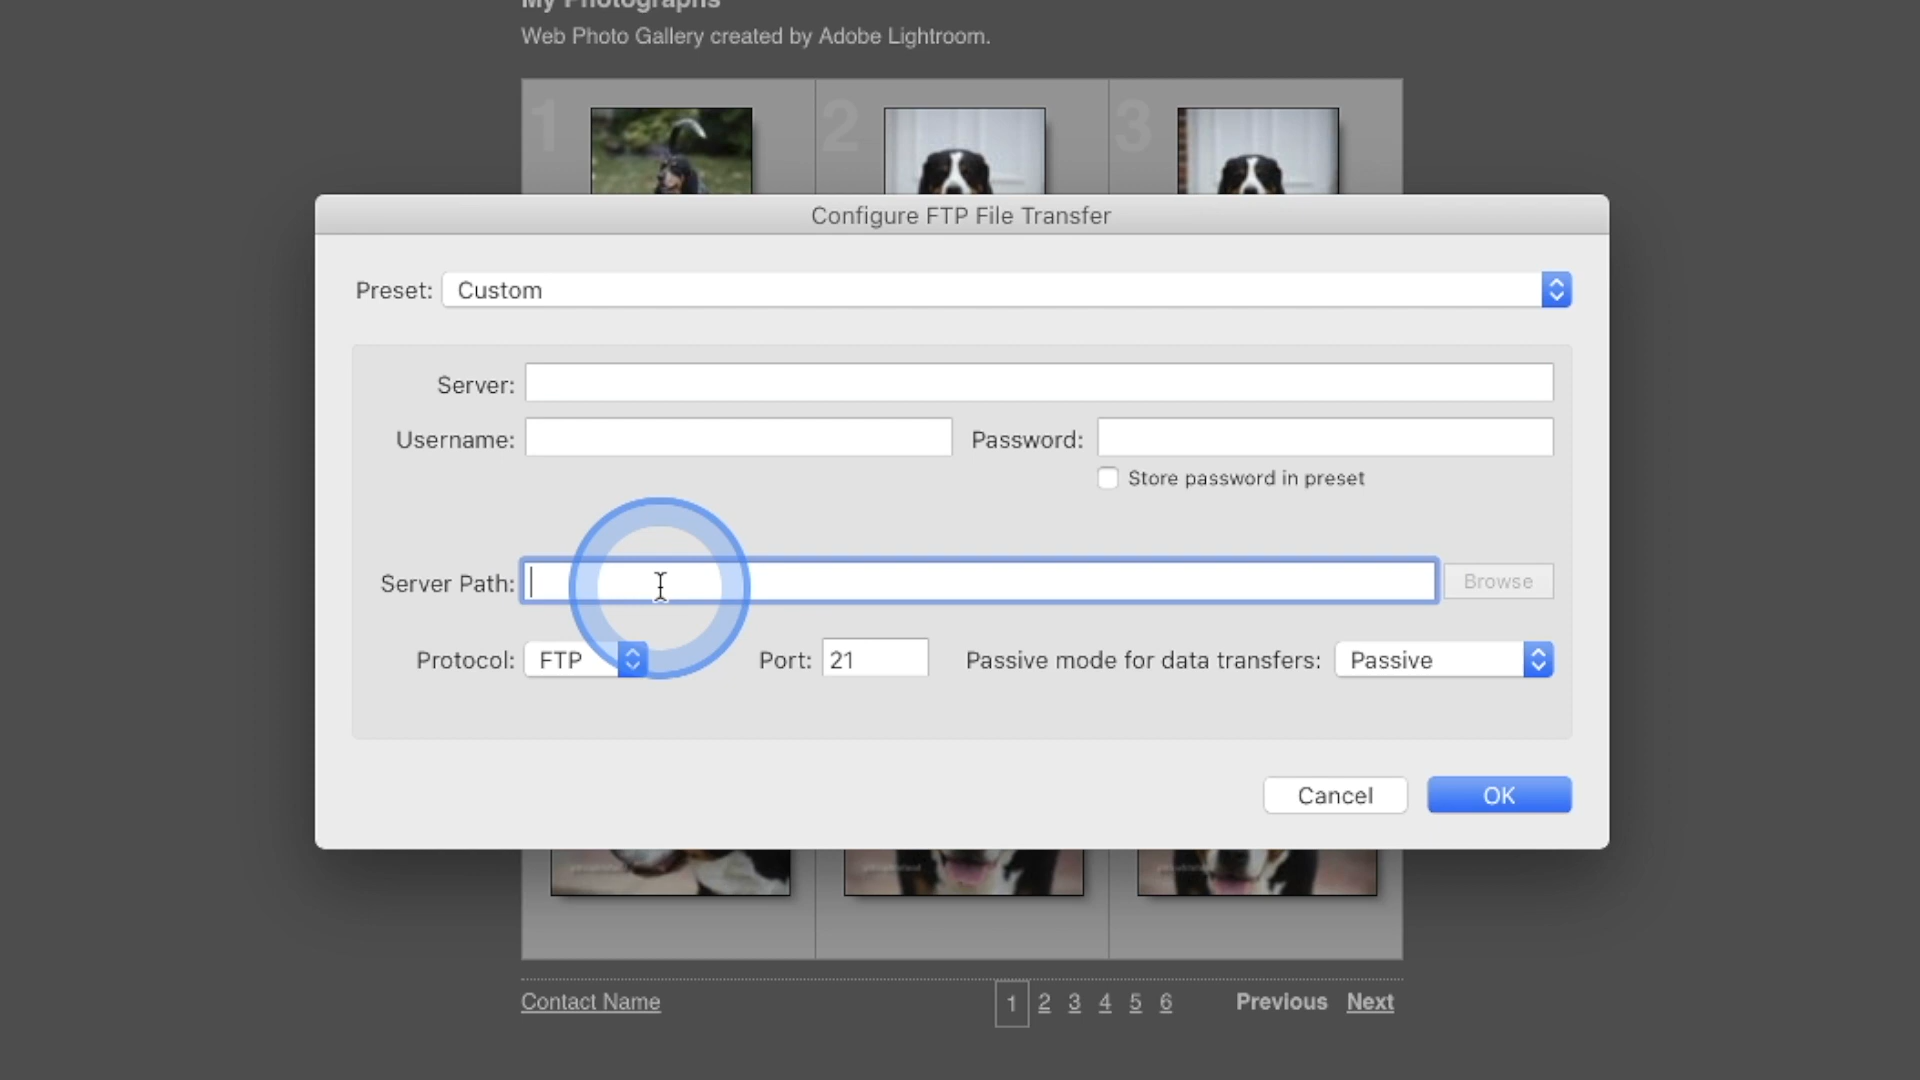 My Photographs
Web Photo Gallery created by Adobe Lightroom.
1 2 3
Configure FTP File Transfer
Preset: Custom
Server:
Username: Password:
Store password in preset
Server Path: Browse
Protocol: FTP Port: 21 Passive mode for data transfers: Passive
Cancel OK
Contact Name 1 2 3 4 5 6 Previous Next